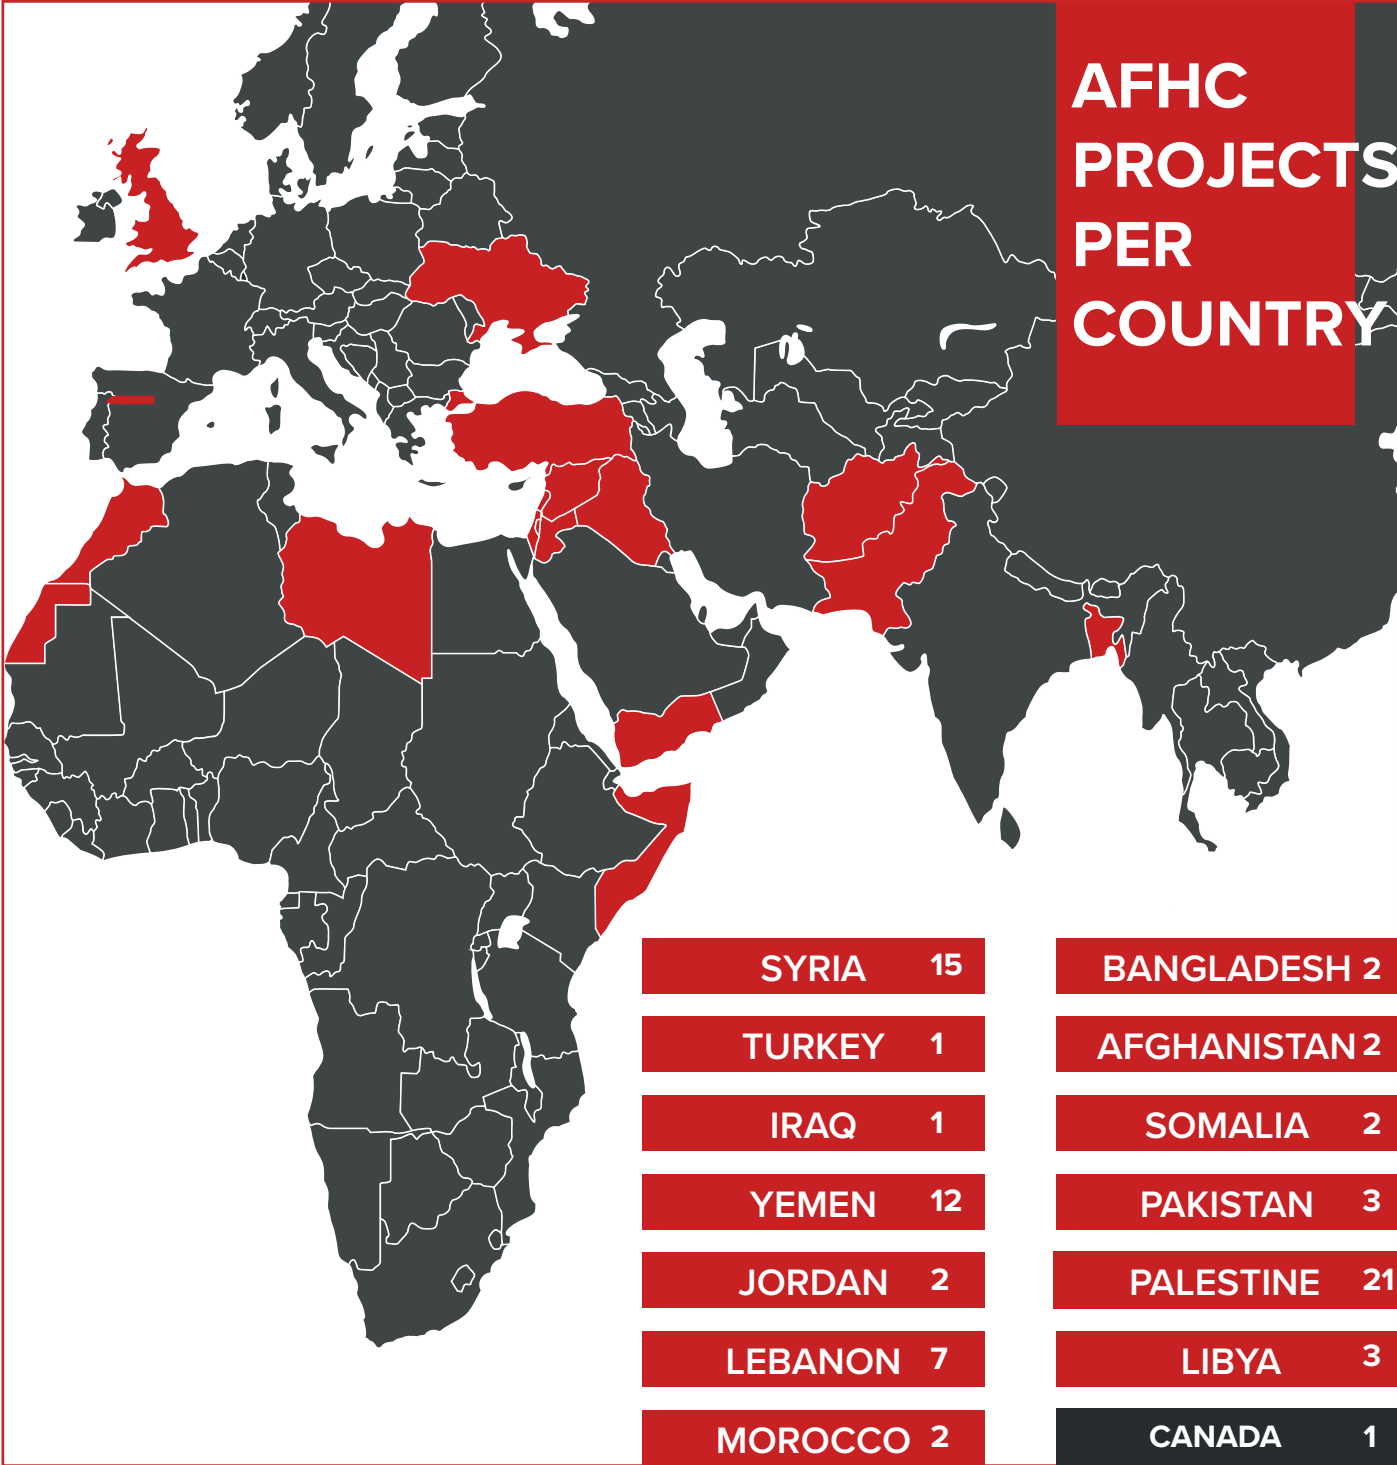 AFHC
PROJECTS
PER
COUNTRY
SYRIA 15
TURKEY 1
IRAQ 1
YEMEN 12
JORDAN 2
LEBANON 7
MOROCCO 2
BANGLADESH 2
AFGHANISTAN 2
SOMALIA 2
PAKISTAN 3
PALESTINE 21
LIBYA 3
CANADA 1